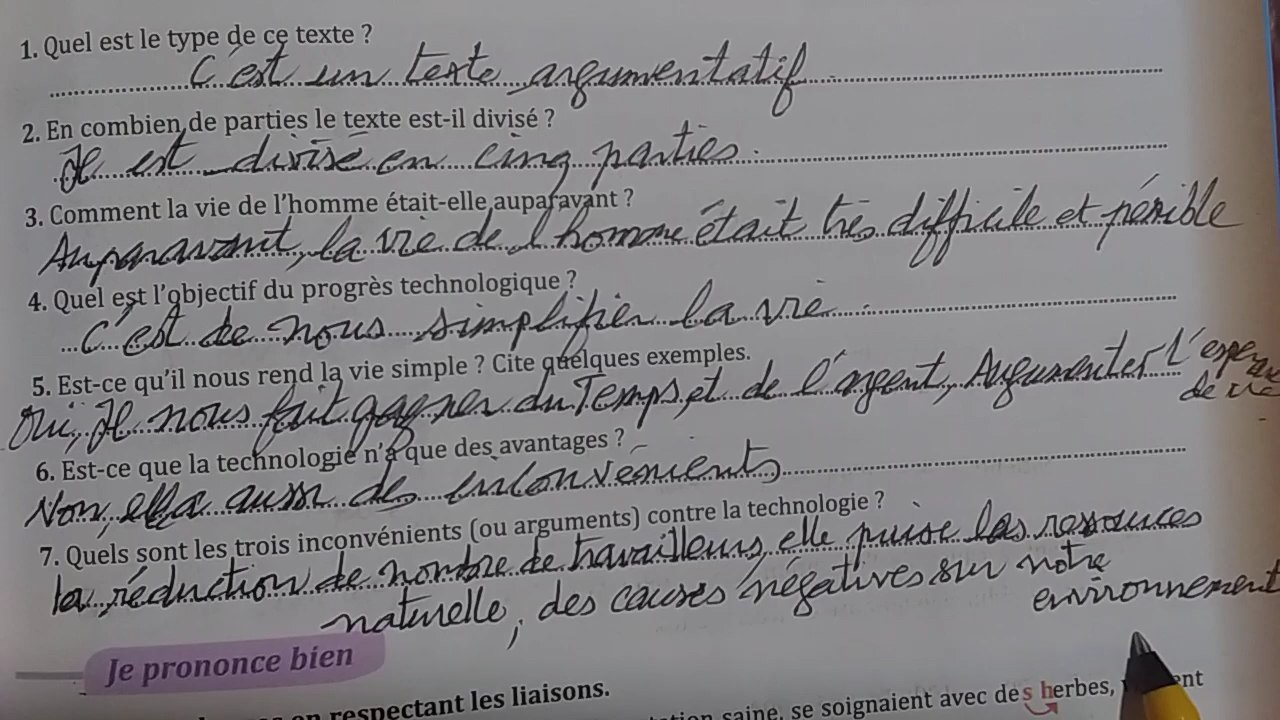 1. Quel est le type de ce texte ?
C'est un texte argumentatif
2. En combien de parties le texte est-il divisé ?
Il est divisé en cinq parties.
3. Comment la vie de l'homme était-elle auparavant ?
Auparavant, la vie de l'homme était très difficile et pénible
4. Quel est l'objectif du progrès technologique ?
C'est de nous simplifier la vie.
5. Est-ce qu'il nous rend la vie simple ? Cite quelques exemples.
Oui, Il nous fait gagner du Temps, et de l'argent, Augmenter l'
de vie
6. Est-ce que la technologie n'a que des avantages ?
Non, elle a aussi des inconvénients
7. Quels sont les trois inconvénients (ou arguments) contre la technologie ?
la réduction de nombre de travailleurs, elle puise les ressources
naturelle, des causes négatives sur notre
environnement
Je prononce bien
en respectant les liaisons.
saine, se soignaient avec des herbes,